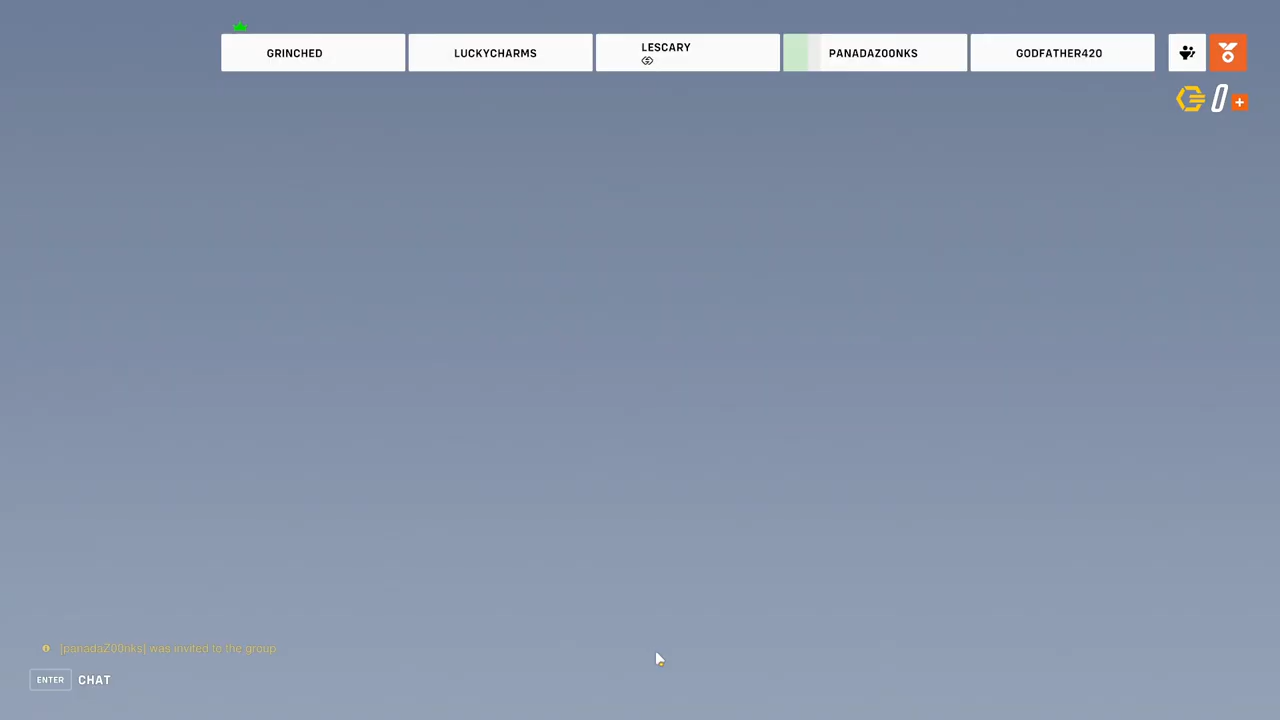 GRINCHED
LUCKYCHARMS
LESCARY
PANADAZ00NKS
GODFATHER420
0
[panadaZ00nks] was invited to the group.
ENTER CHAT